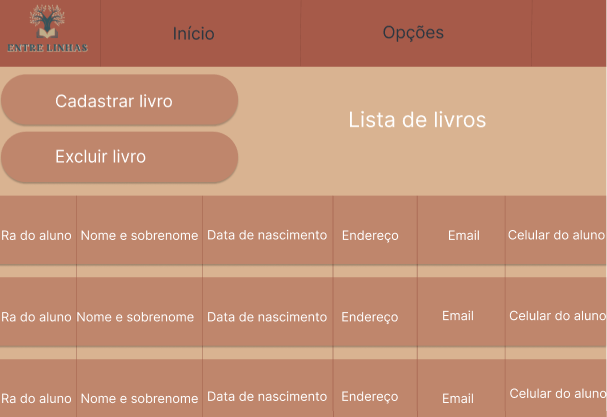 ENTRE LINHAS
Início
Opções
Cadastrar livro
Lista de livros
Excluir livro
Ra do aluno Nome e sobrenome Data de nascimento Endereço Email Celular do aluno
Ra do aluno Nome e sobrenome Data de nascimento Endereço Email Celular do aluno
Ra do aluno Nome e sobrenome Data de nascimento Endereço Email Celular do aluno